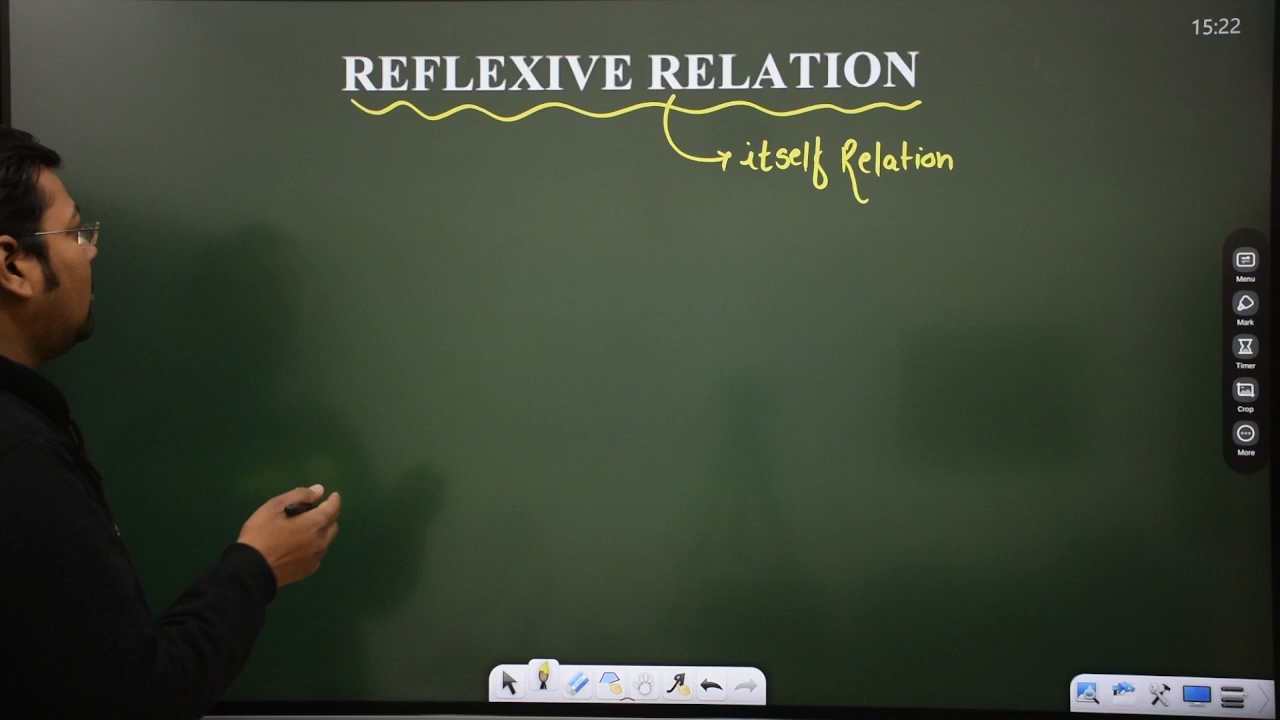 15:22
REFLEXIVE RELATION
itself Relation
Menu
Mark
Timer
Crop
More